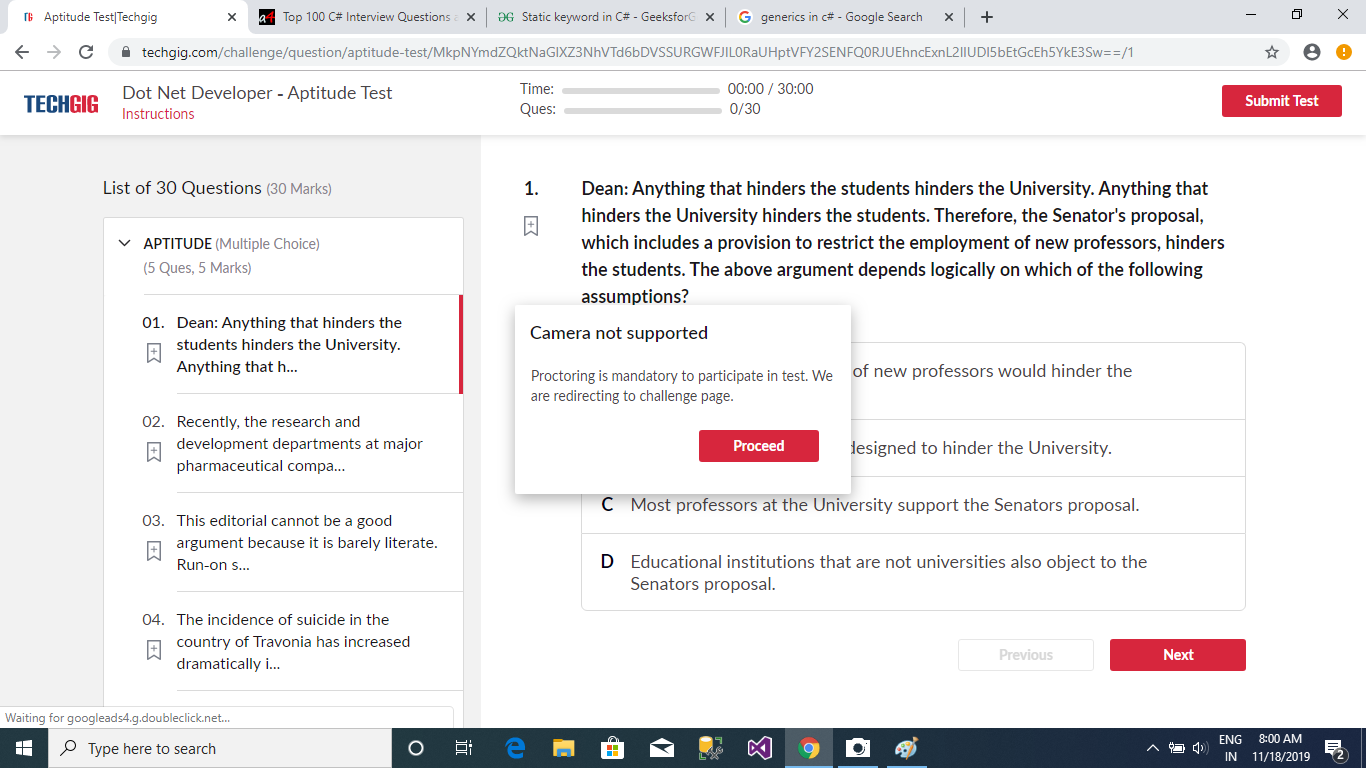 Aptitude Test|Techgig
Top 100 C# Interview Questions a
Static keyword in C# - GeeksforG
generics in c# - Google Search
techgig.com/challenge/question/aptitude-test/MkpNYmdZQktNaGlXZ3NhVTd6bDVSSURGWFJIL0RaUHptVFY2SENFQ0RJUEhncExnL2lIUDI5bEtGcEh5YkE3Sw==/1
TECHGIG
Dot Net Developer - Aptitude Test
Instructions
Time: 00:00 / 30:00
Ques: 0/30
Submit Test
List of 30 Questions (30 Marks)
APTITUDE (Multiple Choice)
(5 Ques, 5 Marks)
01. Dean: Anything that hinders the
students hinders the University.
Anything that h...
02. Recently, the research and
development departments at major
pharmaceutical compa...
03. This editorial cannot be a good
argument because it is barely literate.
Run-on s...
04. The incidence of suicide in the
country of Travonia has increased
dramatically i...
1. Dean: Anything that hinders the students hinders the University. Anything that
hinders the University hinders the students. Therefore, the Senator's proposal,
which includes a provision to restrict the employment of new professors, hinders
the students. The above argument depends logically on which of the following
assumptions?
Camera not supported
Proctoring is mandatory to participate in test. We
are redirecting to challenge page.
Proceed
of new professors would hinder the
designed to hinder the University.
C Most professors at the University support the Senators proposal.
D Educational institutions that are not universities also object to the
Senators proposal.
Previous
Next
Waiting for googleads4.g.doubleclick.net...
Type here to search
ENG
IN
8:00 AM
11/18/2019
2